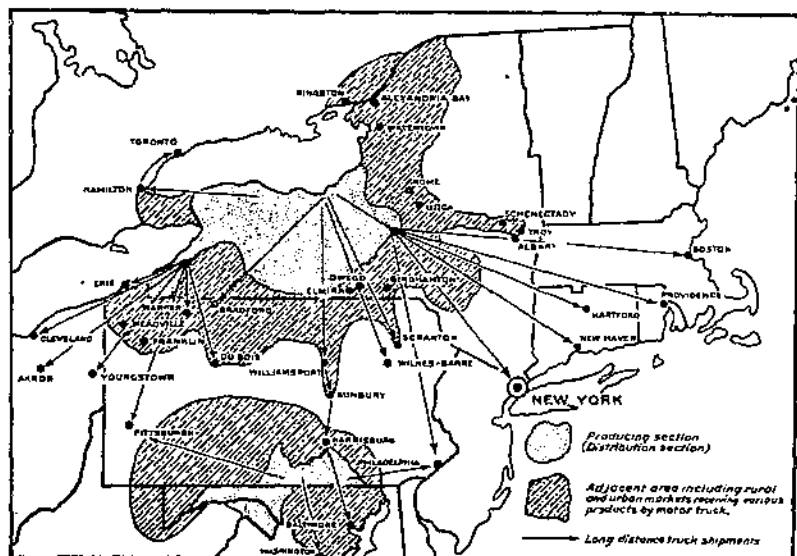 KINGSTON
ALEXANDRIA BAY
WATERTOWN
TORONTO
HAMILTON
ROME
UTICA
SCHENECTADY
TROY
ALBANY
BOSTON
ERIE
OWEGO
ELMIRA
BINGHAMTON
PROVIDENCE
HARTFORD
WARREN
BRADFORD
CLEVELAND
MEADVILLE
FRANKLIN
SCRANTON
NEW HAVEN
AKRON
YOUNGSTOWN
DU BOIS
WILLIAMSPORT
WILKES-BARRE
SUNBURY
NEW YORK
PITTSBURGH
HARRISBURG
PHILADELPHIA
BALTIMORE
WASHINGTON
Producing section
(Distribution section)
Adjacent area including rural
and urban markets receiving various
products by motor truck.
Long distance truck shipments